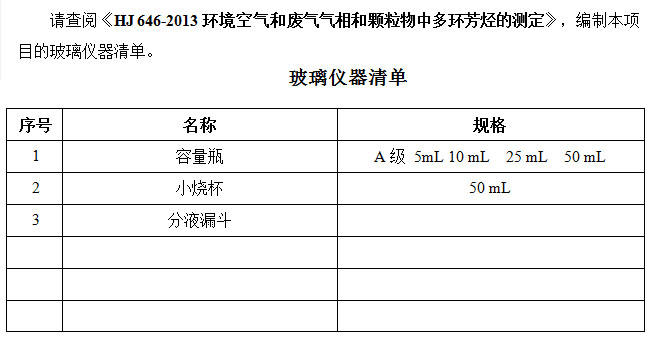 请查阅《HJ 646-2013 环境空气和废气气相和颗粒物中多环芳烃的测定》，编制本项
目的玻璃仪器清单。
玻璃仪器清单
序号 名称 规格
1 容量瓶 A 级 5mL 10 mL 25 mL 50 mL
2 小烧杯 50 mL
3 分液漏斗